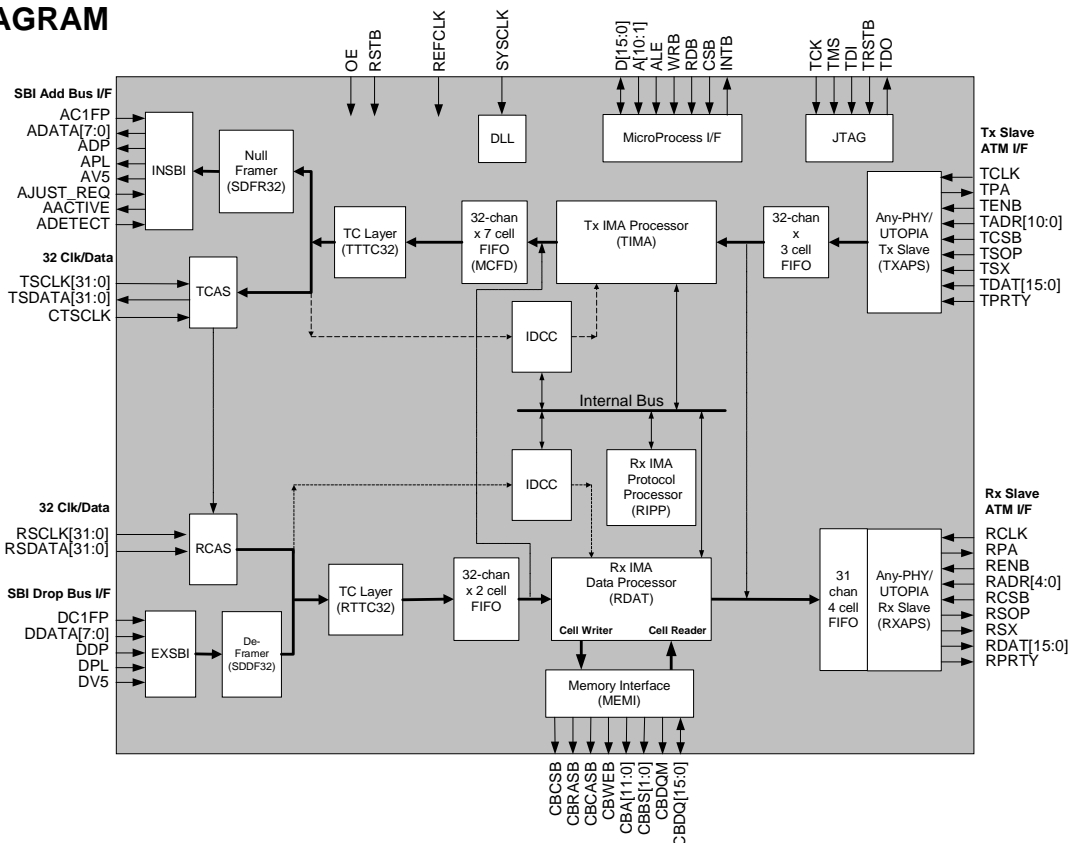 AGRAM
OE
RSTB
REFCLK
SYSCLK
D[15:0]
A[10:1]
ALE
WRB
RDB
CSB
INTB
TCK
TMS
TDI
TRSTB
TDO
SBI Add Bus I/F
AC1FP
ADATA[7:0]
ADP
APL
AV5
AJUST_REQ
AACTIVE
ADETECT
INSBI
Null
Framer
(SDFR32)
DLL
MicroProcess I/F
JTAG
Tx Slave
ATM I/F
TCLK
TPA
TENB
TADR[10:0]
TCSB
TSOP
TSX
TDAT[15:0]
TPRTY
32 Clk/Data
TSCLK[31:0]
TSDATA[31:0]
CTSCLK
TCAS
TC Layer
(TTTC32)
32-chan
x 7 cell
FIFO
(MCFD)
Tx IMA Processor
(TIMA)
32-chan
x
3 cell
FIFO
Any-PHY/
UTOPIA
Tx Slave
(TXAPS)
IDCC
Internal Bus
IDCC
Rx IMA
Protocol
Processor
(RIPP)
32 Clk/Data
RSCLK[31:0]
RSDATA[31:0]
RCAS
SBI Drop Bus I/F
DC1FP
DDATA[7:0]
DDP
DPL
DV5
EXSBI
De-
Framer
(SDDF32)
TC Layer
(RTTC32)
32-chan
x 2 cell
FIFO
Rx IMA
Data Processor
(RDAT)
Cell Writer
Cell Reader
Memory Interface
(MEMI)
31
chan
4 cell
FIFO
Any-PHY/
UTOPIA
Rx Slave
(RXAPS)
Rx Slave
ATM I/F
RCLK
RPA
RENB
RADR[4:0]
RCSB
RSOP
RSX
RDAT[15:0]
RPRTY
CBCSB
CBRASB
CBCASB
CBWEB
CBA[11:0]
CBBS[1:0]
CBDQM
CBDQ[15:0]